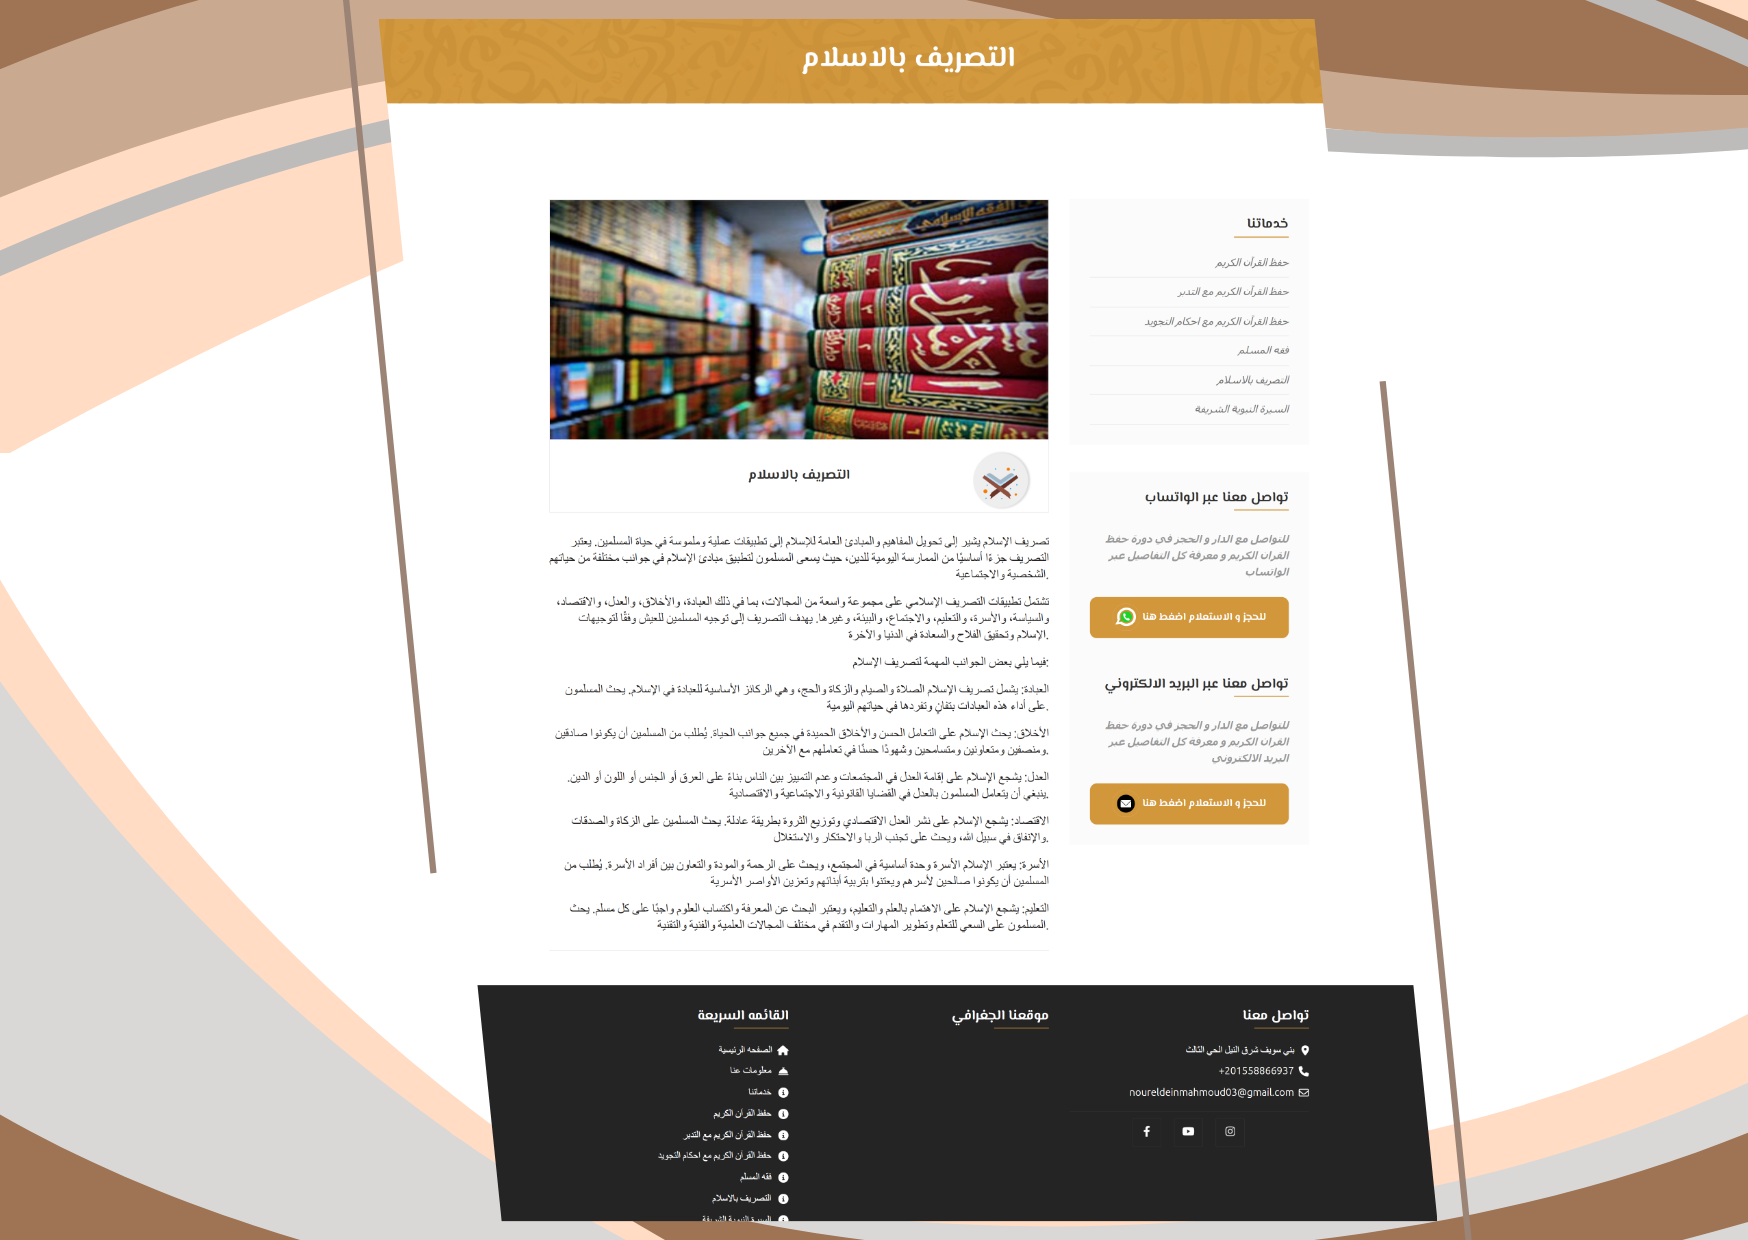 التصريف بالاسلام
خدماتنا
حفظ القرآن الكريم
حفظ القرآن الكريم مع التدبر
حفظ القرآن الكريم مع احكام التجويد
فقه المسلم
التصريف بالاسلام
السيرة النبوية الشريفة
تواصل معنا عبر الواتساب
للتواصل مع الدار و الحجز في دورة حفظ
القران الكريم و معرفة كل التفاصيل عبر
الواتساب
للحجز و الاستعلام اضغط هنا
تواصل معنا عبر البريد الالكتروني
للتواصل مع الدار و الحجز في دورة حفظ
القران الكريم و معرفة كل التفاصيل عبر
البريد الالكتروني
للحجز و الاستعلام اضغط هنا
التصريف بالاسلام
تصريف الإسلام يشير إلى تحويل المفاهيم والمبادئ العامة للإسلام إلى تطبيقات عملية وملموسة في حياة المسلمين. يعتبر
التصريف جزءًا أساسيًا من الممارسة اليومية للدين، حيث يسعى المسلمون لتطبيق مبادئ الإسلام في جوانب مختلفة من حياتهم
.الشخصية والاجتماعية
تشتمل تطبيقات التصريف الإسلامي على مجموعة واسعة من المجالات، بما في ذلك العبادة، والأخلاق، والعدل، والاقتصاد،
والسياسة، والأسرة، والتعليم، والاجتماع، والبيئة، وغيرها. يهدف التصريف إلى توجيه المسلمين للعيش وفقًا لتوجيهات
.الإسلام وتحقيق الفلاح والسعادة في الدنيا والآخرة
:فيما يلي بعض الجوانب المهمة لتصريف الإسلام
العبادة: يشمل تصريف الإسلام الصلاة والصيام والزكاة والحج، وهي الركائز الأساسية للعبادة في الإسلام. يحث المسلمون
.على أداء هذه العبادات بتفانٍ وتفردها في حياتهم اليومية
الأخلاق: يحث الإسلام على التعامل الحسن والأخلاق الحميدة في جميع جوانب الحياة. يُطلب من المسلمين أن يكونوا صادقين
.ومنصفين ومتعاونين ومتسامحين وشهودًا حسنًا في تعاملهم مع الآخرين
العدل: يشجع الإسلام على إقامة العدل في المجتمعات وعدم التمييز بين الناس بناءً على العرق أو الجنس أو اللون أو الدين.
.ينبغي أن يتعامل المسلمون بالعدل في القضايا القانونية والاجتماعية والاقتصادية
الاقتصاد: يشجع الإسلام على نشر العدل الاقتصادي وتوزيع الثروة بطريقة عادلة. يحث المسلمين على الزكاة والصدقات
.والإنفاق في سبيل الله، ويحث على تجنب الربا والاحتكار والاستغلال
الأسرة: يعتبر الإسلام الأسرة وحدة أساسية في المجتمع، ويحث على الرحمة والمودة والتعاون بين أفراد الأسرة. يُطلب من
المسلمين أن يكونوا صالحين لأسرهم ويعتنوا بتربية أبنائهم وتعزين الأواصر الأسرية
التعليم: يشجع الإسلام على الاهتمام بالعلم والتعليم، ويعتبر البحث عن المعرفة واكتساب العلوم واجبًا على كل مسلم. يحث
.المسلمون على السعي للتعلم وتطوير المهارات والتقدم في مختلف المجالات العلمية والفنية والتقنية
تواصل معنا
بني سويف شرق النيل الحي الثالث
+201558866937
noureldeinmahmoud03@gmail.com
موقعنا الجغرافي
القائمه السريعة
الصفحه الرئيسية
معلومات عنا
خدماتنا
حفظ القرآن الكريم
حفظ القرآن الكريم مع التدبر
حفظ القرآن الكريم مع احكام التجويد
فقه المسلم
التصريف بالاسلام
السيرة النبوية الشريفة